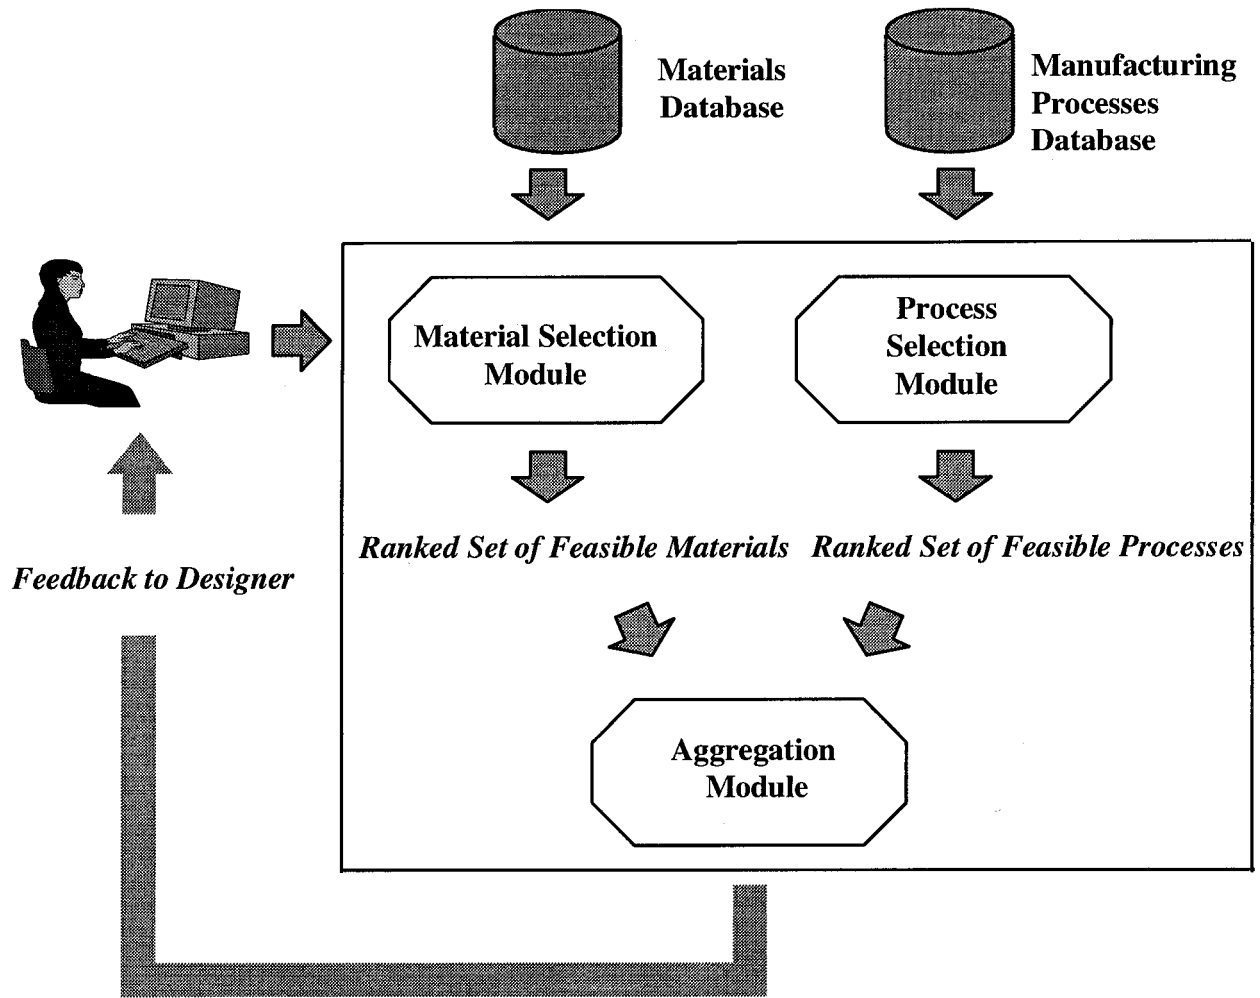 Materials
Database
Manufacturing
Processes
Database
Material Selection
Module
Process
Selection
Module
Ranked Set of Feasible Materials
Ranked Set of Feasible Processes
Feedback to Designer
Aggregation
Module